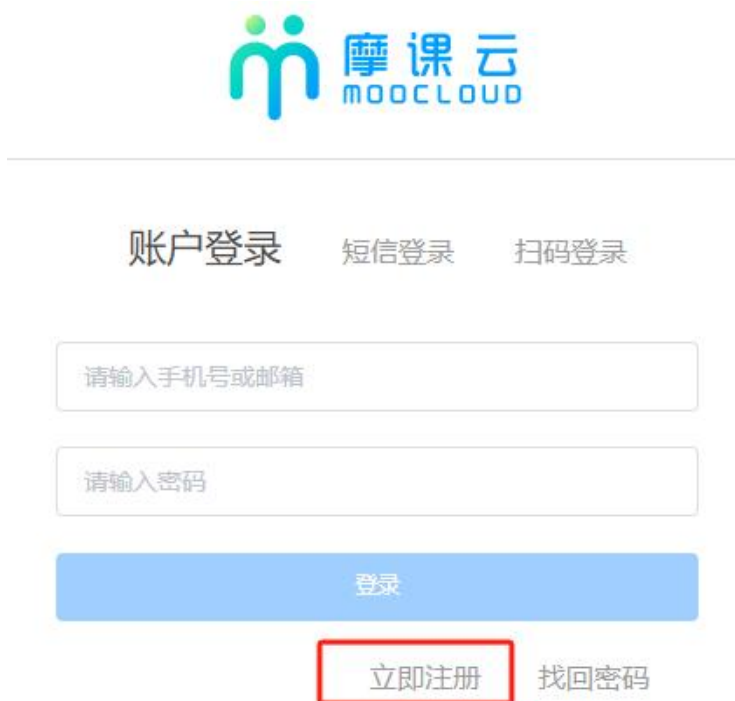 摩课云
MOOCLOUD
账户登录 短信登录 扫码登录
请输入手机号或邮箱
请输入密码
登录
立即注册 找回密码